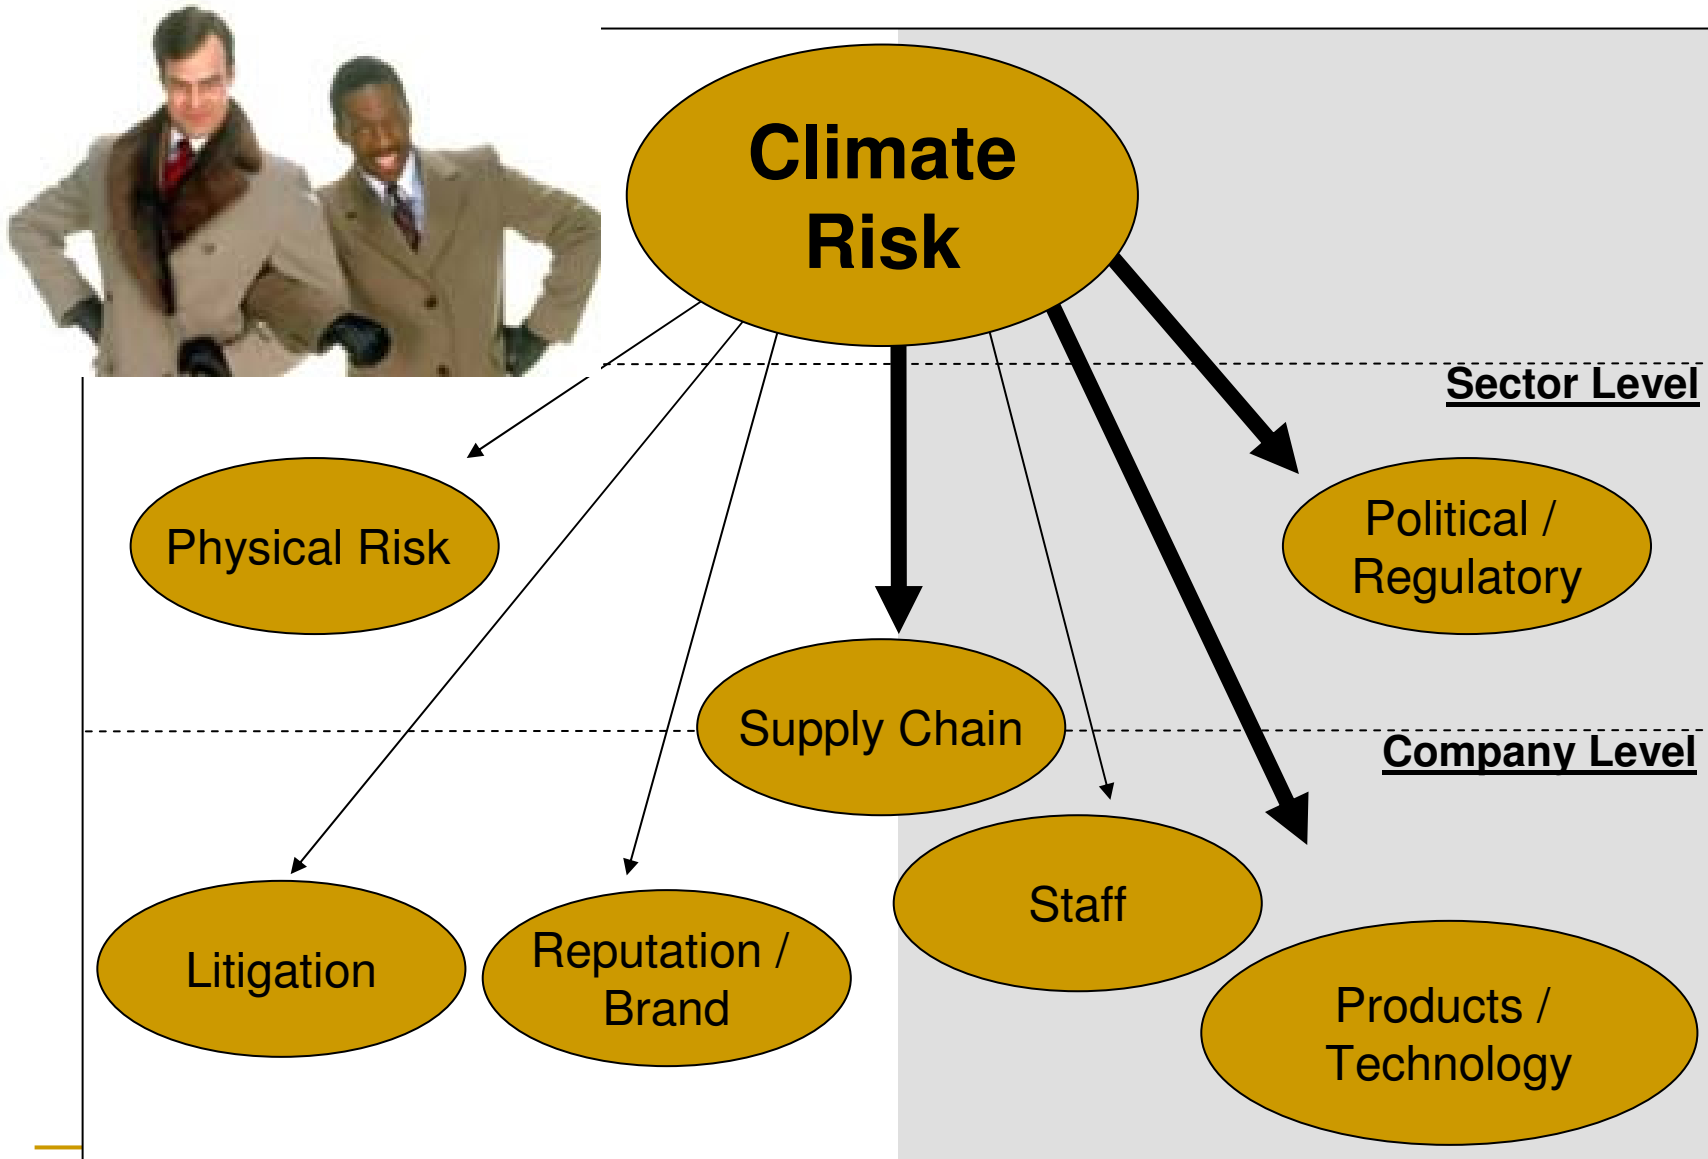 Climate
Risk
Sector Level
Physical Risk
Political /
Regulatory
Supply Chain
Company Level
Staff
Litigation
Reputation /
Brand
Products /
Technology